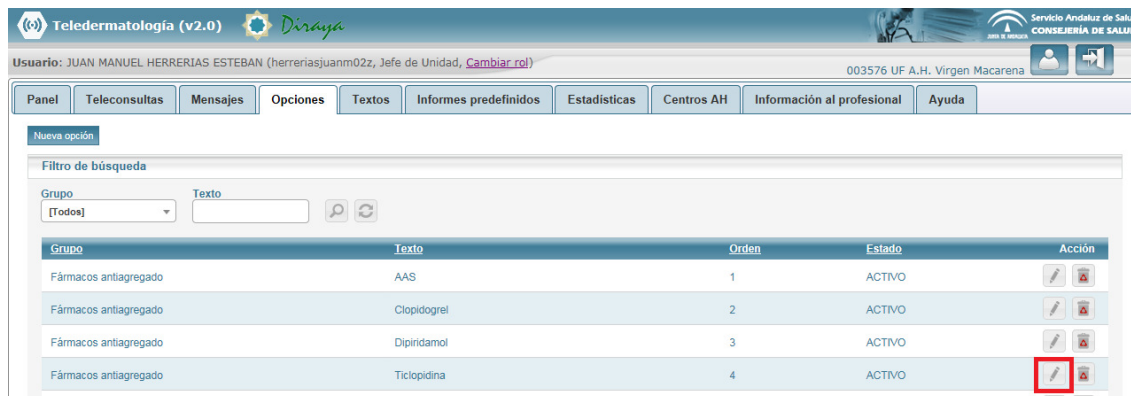 Teledermatología (v2.0) Diraya
Servicio Andaluz de Salu
JUNTA DE ANDALUCIA CONSEJERÍA DE SALU
Usuario: JUAN MANUEL HERRERIAS ESTEBAN (herreriasjuanm02z, Jefe de Unidad, Cambiar rol)
003576 UF A.H. Virgen Macarena
Panel Teleconsultas Mensajes Opciones Textos Informes predefinidos Estadísticas Centros AH Información al profesional Ayuda
Nueva opción
Filtro de búsqueda
Grupo Texto
[Todos]
Grupo Texto Orden Estado Acción
Fármacos antiagregado AAS 1 ACTIVO
Fármacos antiagregado Clopidogrel 2 ACTIVO
Fármacos antiagregado Dipiridamol 3 ACTIVO
Fármacos antiagregado Ticlopidina 4 ACTIVO